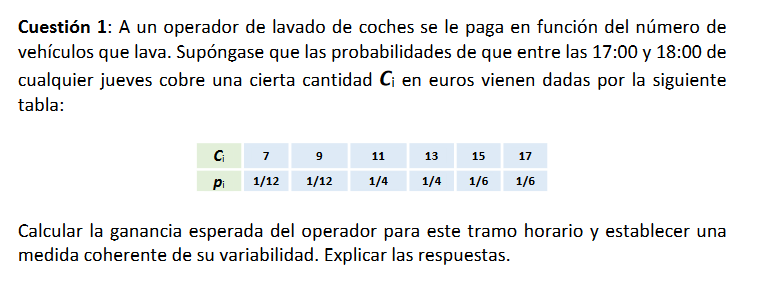 Cuestión 1: A un operador de lavado de coches se le paga en función del número de
vehículos que lava. Supóngase que las probabilidades de que entre las 17:00 y 18:00 de
cualquier jueves cobre una cierta cantidad Ci en euros vienen dadas por la siguiente
tabla:
Ci 7 9 11 13 15 17
pi 1/12 1/12 1/4 1/4 1/6 1/6
Calcular la ganancia esperada del operador para este tramo horario y establecer una
medida coherente de su variabilidad. Explicar las respuestas.